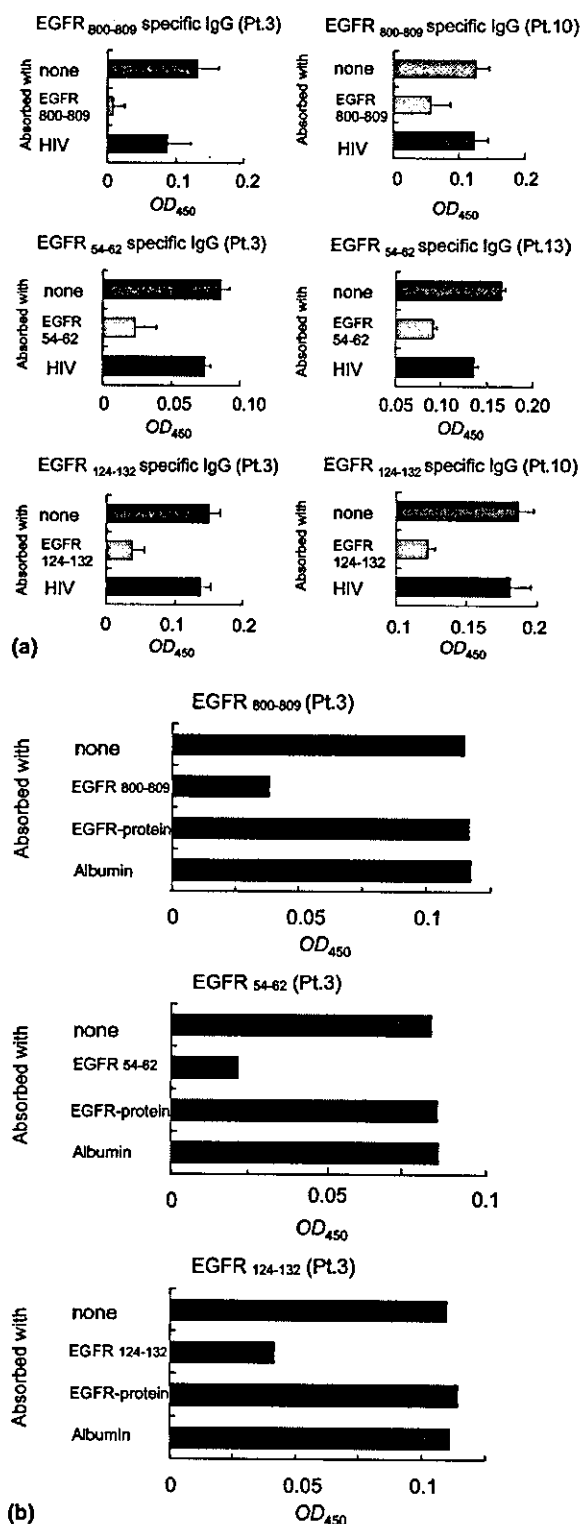 EGFR 800-809 specific IgG (Pt.3)
Absorbed with
none
EGFR
800-809
HIV
0 0.1 0.2
OD450
EGFR 800-809 specific IgG (Pt.10)
Absorbed with
none
EGFR
800-809
HIV
0 0.1 0.2
OD450
EGFR 54-62 specific IgG (Pt.3)
Absorbed with
none
EGFR
54-62
HIV
0 0.05 0.10
OD450
EGFR 54-62 specific IgG (Pt.13)
Absorbed with
none
EGFR
54-62
HIV
0.05 0.10 0.15 0.20
OD450
EGFR 124-132 specific IgG (Pt.3)
Absorbed with
none
EGFR
124-132
HIV
0 0.1 0.2
OD450
EGFR 124-132 specific IgG (Pt.10)
Absorbed with
none
EGFR
124-132
HIV
0.1 0.15 0.2
OD450
(a)
EGFR 800-809 (Pt.3)
Absorbed with
none
EGFR 800-809
EGFR-protein
Albumin
0 0.05 0.1
OD450
EGFR 54-62 (Pt.3)
Absorbed with
none
EGFR 54-62
EGFR-protein
Albumin
0 0.05 0.1
OD450
EGFR 124-132 (Pt.3)
Absorbed with
none
EGFR 124-132
EGFR-protein
Albumin
0 0.05 0.1
OD450
(b)